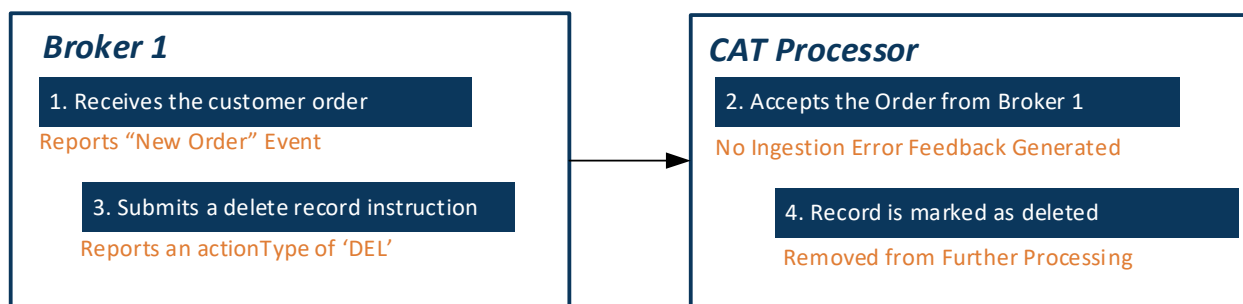 Broker 1
1. Receives the customer order
Reports “New Order” Event
3. Submits a delete record instruction
Reports an actionType of ‘DEL’
CAT Processor
2. Accepts the Order from Broker 1
No Ingestion Error Feedback Generated
4. Record is marked as deleted
Removed from Further Processing